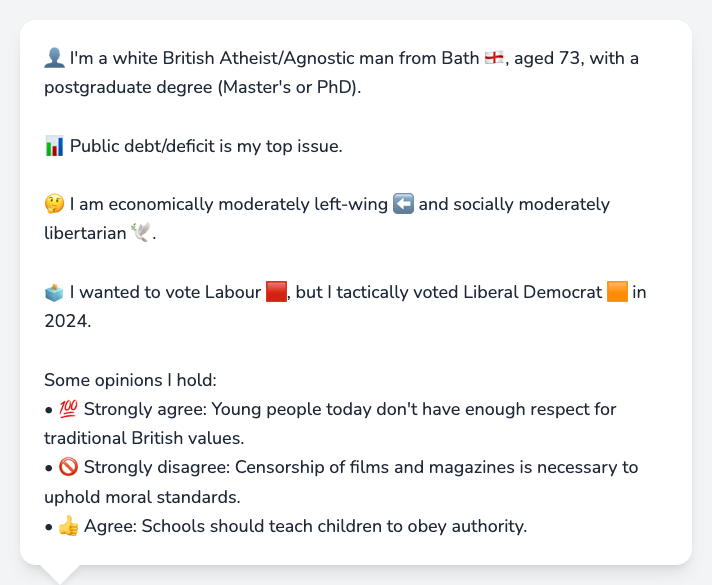 👤 I'm a white British Atheist/Agnostic man from Bath 🏴󠁧󠁢󠁥󠁮󠁧󠁿, aged 73, with a
postgraduate degree (Master's or PhD).
📊 Public debt/deficit is my top issue.
🤔 I am economically moderately left-wing ⬅️ and socially moderately
libertarian 🕊️.
🗳️ I wanted to vote Labour 🟥, but I tactically voted Liberal Democrat 🟧 in
2024.
Some opinions I hold:
• 💯 Strongly agree: Young people today don't have enough respect for
traditional British values.
• 🚫 Strongly disagree: Censorship of films and magazines is necessary to
uphold moral standards.
• 👍 Agree: Schools should teach children to obey authority.